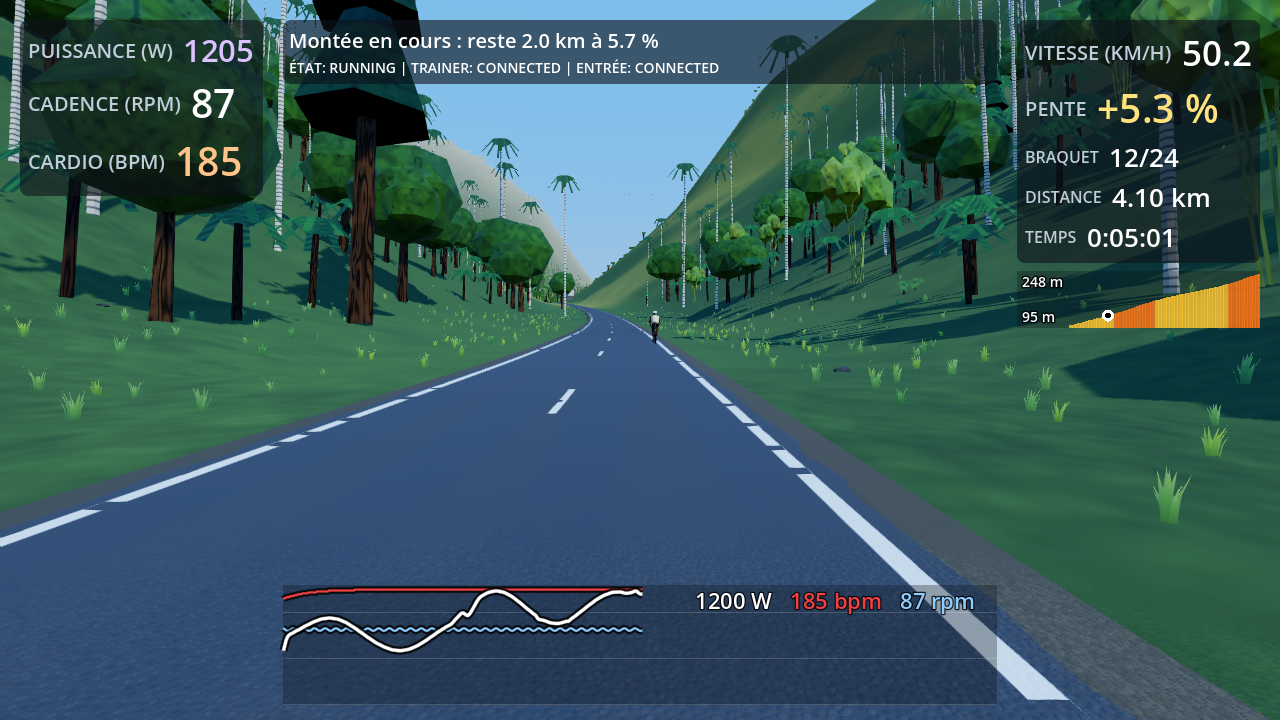 PUISSANCE (W) 1205
CADENCE (RPM) 87
CARDIO (BPM) 185
Montée en cours : reste 2.0 km à 5.7 %
ÉTAT: RUNNING | TRAINER: CONNECTED | ENTRÉE: CONNECTED
VITESSE (KM/H) 50.2
PENTE +5.3 %
BRAQUET 12/24
DISTANCE 4.10 km
TEMPS 0:05:01
248 m
95 m
1200 W 185 bpm 87 rpm